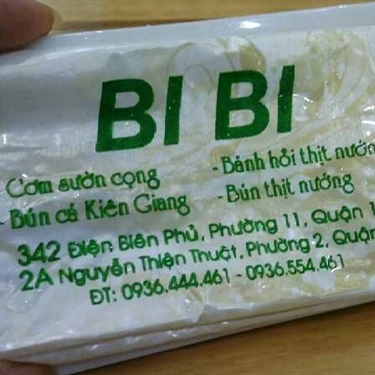 BI BI
Cơm sườn cọng - Bánh hỏi thịt nướng
- Bún cá Kiên Giang - Bún thịt nướng
342 Điện Biên Phủ, Phường 11, Quận 1
2A Nguyễn Thiện Thuật, Phường 2, Quận
ĐT: 0936.444.461 - 0936.554.461